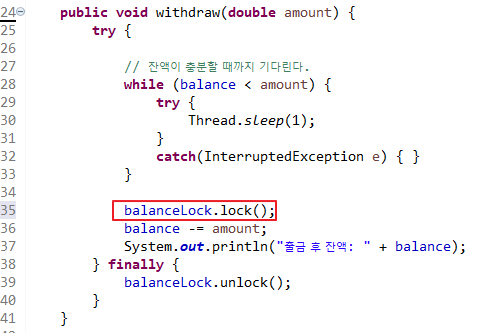 24 public void withdraw(double amount) {
25 try {
26
27 // 잔액이 충분할 때까지 기다린다.
28 while (balance < amount) {
29 try {
30 Thread.sleep(1);
31 }
32 catch(InterruptedException e) { }
33 }
34
35 balanceLock.lock();
36 balance -= amount;
37 System.out.println("출금 후 잔액: " + balance);
38 } finally {
39 balanceLock.unlock();
40 }
41 }